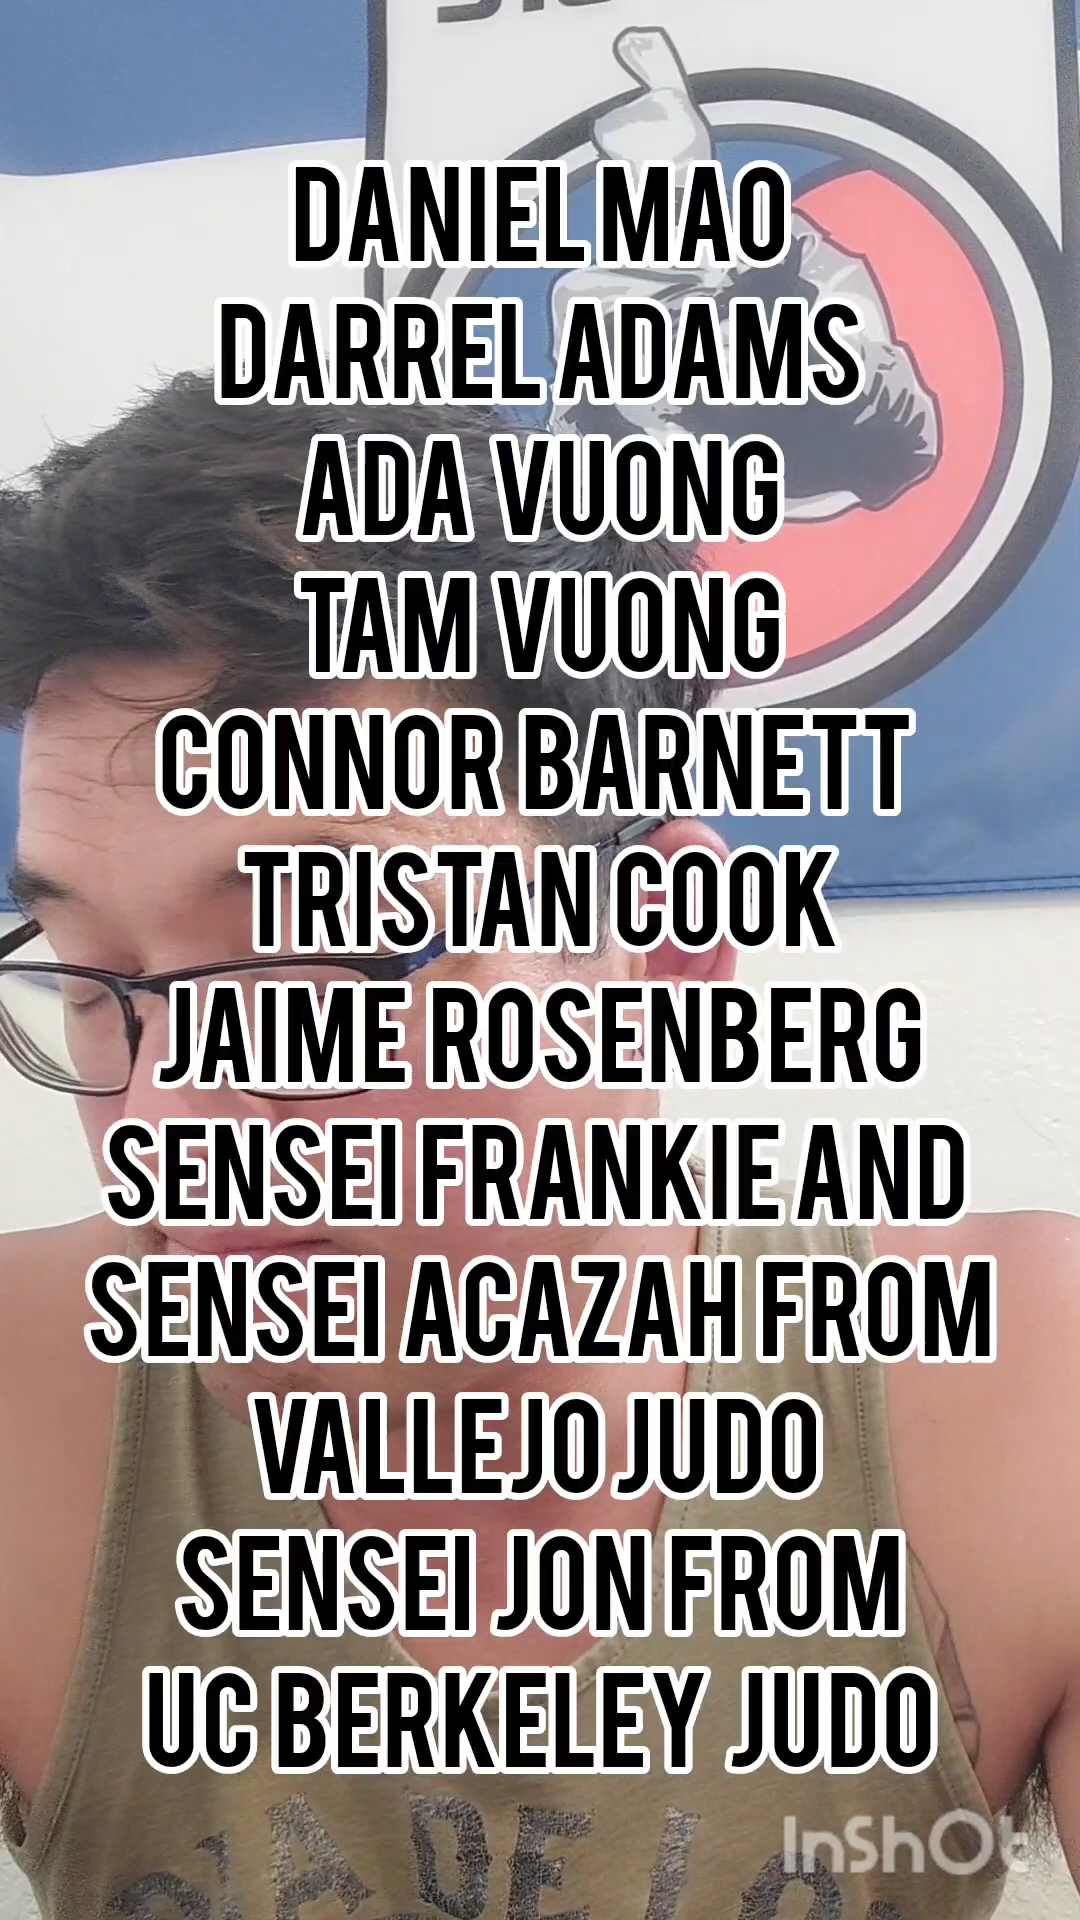 DANIEL MAO
DARREL ADAMS
ADA VUONG
TAM VUONG
CONNOR BARNETT
TRISTAN COOK
JAIME ROSENBERG
SENSEI FRANKIE AND
SENSEI ACAZAH FROM
VALLEJO JUDO
SENSEI JON FROM
UC BERKELEY JUDO
InShOt